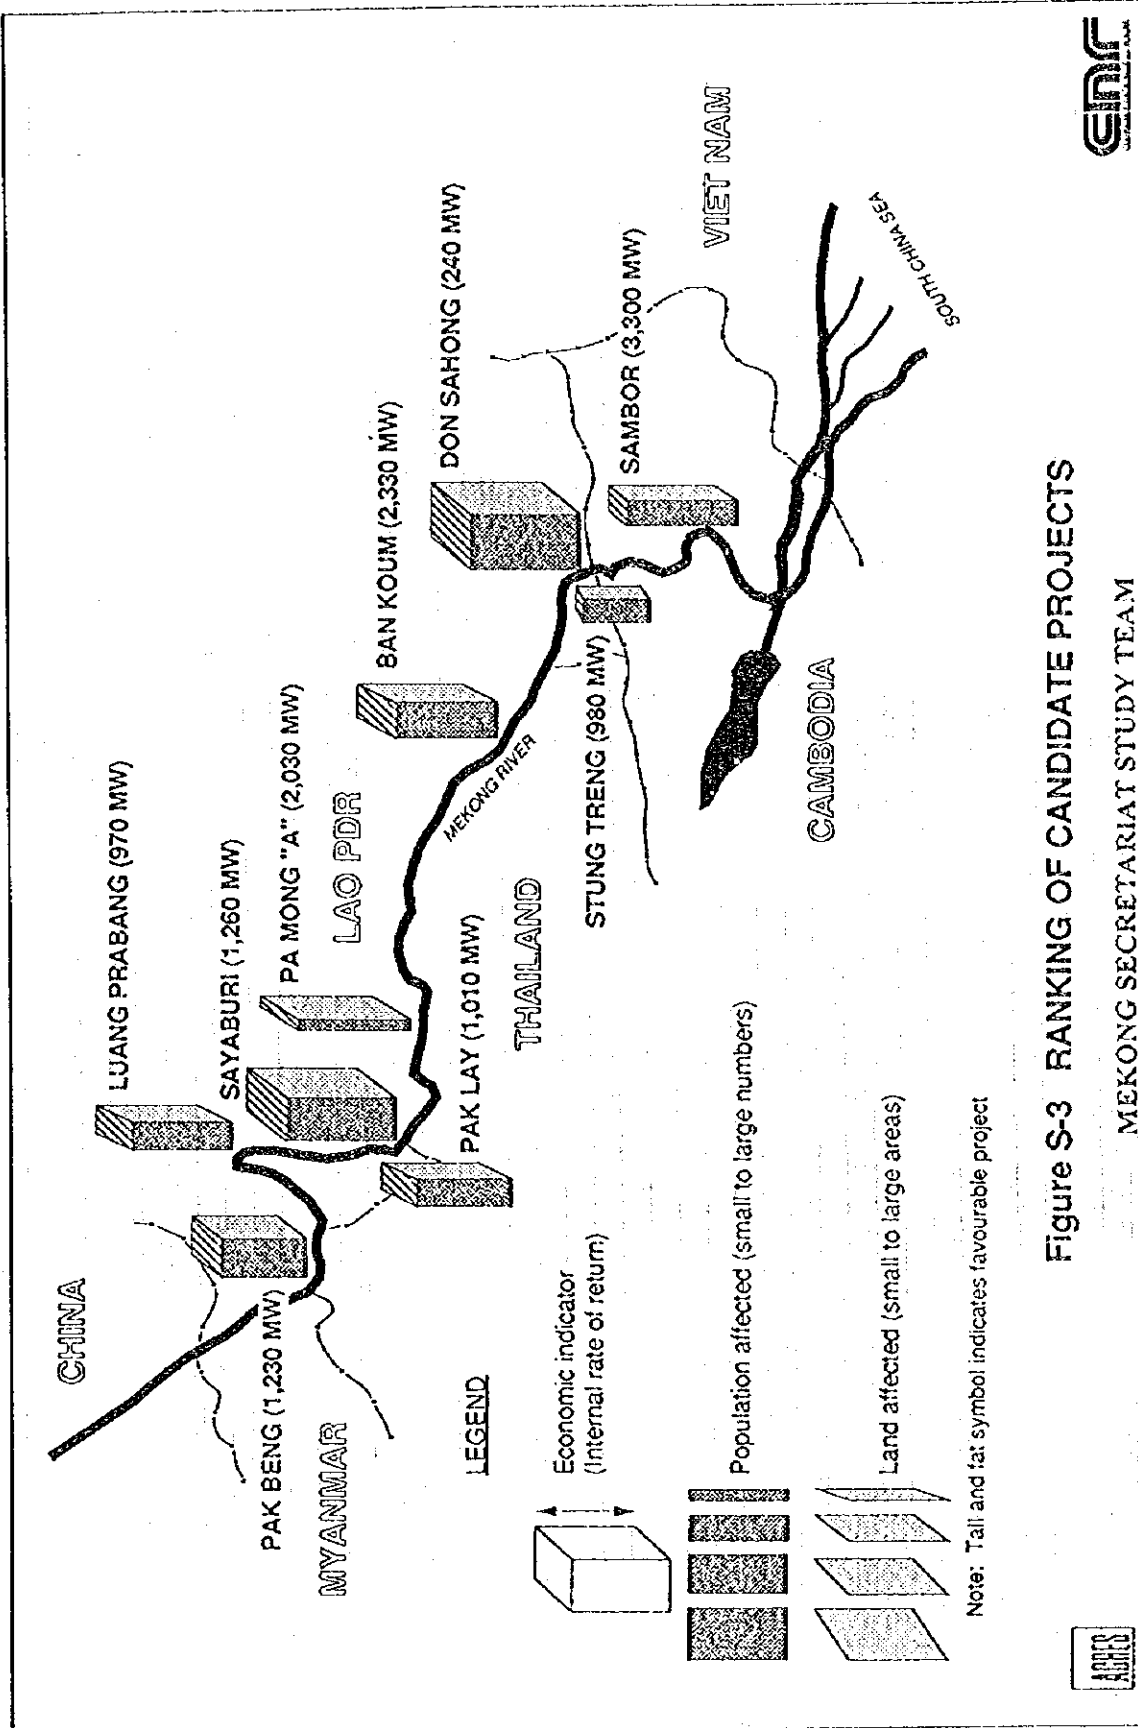 CHINA
LUANG PRABANG (970 MW)
SAYABURI (1,260 MW)
PA MONG "A" (2,030 MW)
LAO PDR
BAN KOUM (2,330 MW)
DON SAHONG (240 MW)
VIET NAM
PAK BENG (1,230 MW)
MYANMAR
PAK LAY (1,010 MW)
THAILAND
MEKONG RIVER
STUNG TRENG (980 MW)
SAMBOR (3,300 MW)
CAMBODIA
SOUTH CHINA SEA
LEGEND
Economic indicator
(Internal rate of return)
Population affected (small to large numbers)
Land affected (small to large areas)
Note: Tall and fat symbol indicates favourable project
Figure S-3 RANKING OF CANDIDATE PROJECTS
MEKONG SECRETARIAT STUDY TEAM
ACRES
cnr